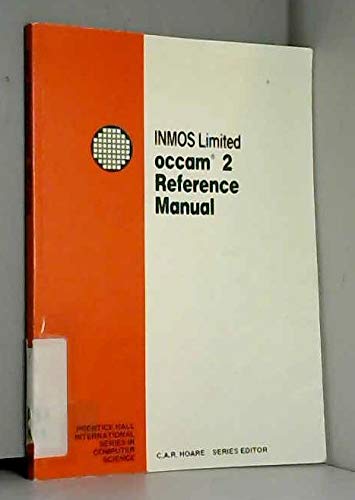 INMOS Limited
occam® 2
Reference
Manual
PRENTICE HALL
INTERNATIONAL
SERIES IN
COMPUTER
SCIENCE
C.A.R. HOARE SERIES EDITOR